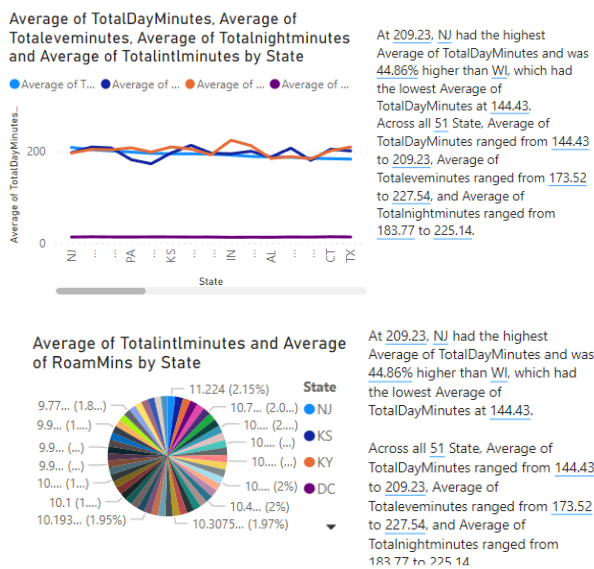 Average of TotalDayMinutes, Average of
Totaleveminutes, Average of Totalnightminutes
and Average of Totalintlminutes by State
Average of T... Average of ... Average of ... Average of ...
Average of TotalDayMinutes...
200
0
NJ ... ... PA ... KS ... ... IN ... AL ... ... CT TX
State
At 209.23, NJ had the highest
Average of TotalDayMinutes and was
44.86% higher than WI, which had
the lowest Average of
TotalDayMinutes at 144.43.
Across all 51 State, Average of
TotalDayMinutes ranged from 144.43
to 209.23, Average of
Totaleveminutes ranged from 173.52
to 227.54, and Average of
Totalnightminutes ranged from
183.77 to 225.14.
Average of Totalintlminutes and Average
of RoamMins by State
11.224 (2.15%)
10.7... (2.0...)
10.... (2....)
10.... (...)
10.... (...)
10.... (2%)
10.4... (2%)
10.3075... (1.97%)
10.193... (1.95%)
10.1 (1....)
10... (1...)
9.9... (...)
9.9... (...)
9.9... (1....)
9.77... (1.8...)
State
NJ
KS
KY
DC
At 209.23, NJ had the highest
Average of TotalDayMinutes and was
44.86% higher than WI, which had
the lowest Average of
TotalDayMinutes at 144.43.
Across all 51 State, Average of
TotalDayMinutes ranged from 144.43
to 209.23, Average of
Totaleveminutes ranged from 173.52
to 227.54, and Average of
Totalnightminutes ranged from
183.77 to 225.14